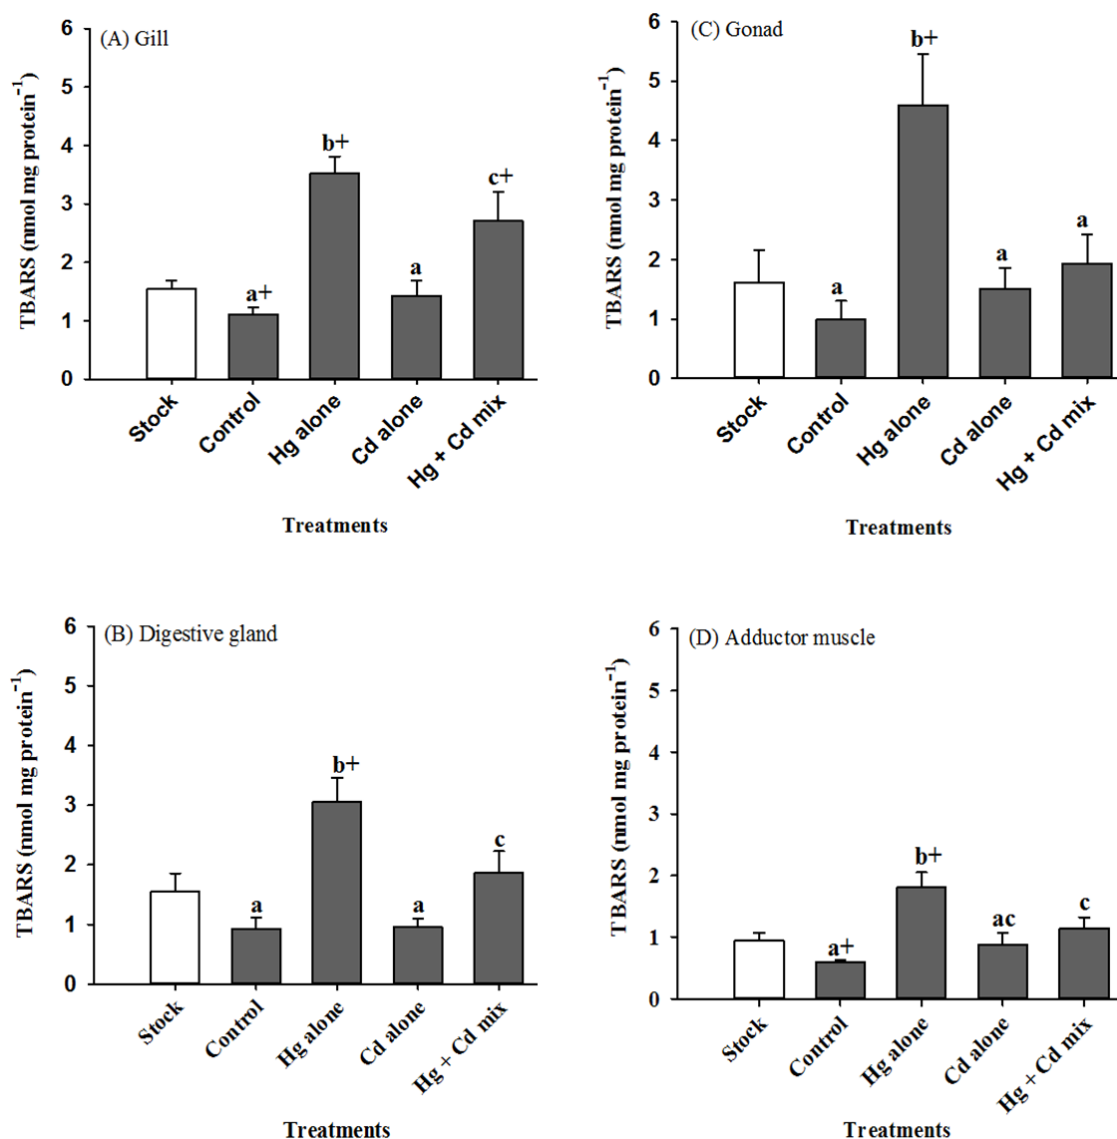 (A) Gill
TBARS (nmol mg protein⁻¹)
6
5
4
3
2
1
0
a+
b+
a
c+
Stock
Control
Hg alone
Cd alone
Hg + Cd mix
Treatments
(C) Gonad
TBARS (nmol mg protein⁻¹)
6
5
4
3
2
1
0
a
b+
a
a
Stock
Control
Hg alone
Cd alone
Hg + Cd mix
Treatments
(B) Digestive gland
TBARS (nmol mg protein⁻¹)
6
5
4
3
2
1
0
a
b+
a
c
Stock
Control
Hg alone
Cd alone
Hg + Cd mix
Treatments
(D) Adductor muscle
TBARS (nmol mg protein⁻¹)
6
5
4
3
2
1
0
a+
b+
ac
c
Stock
Control
Hg alone
Cd alone
Hg + Cd mix
Treatments